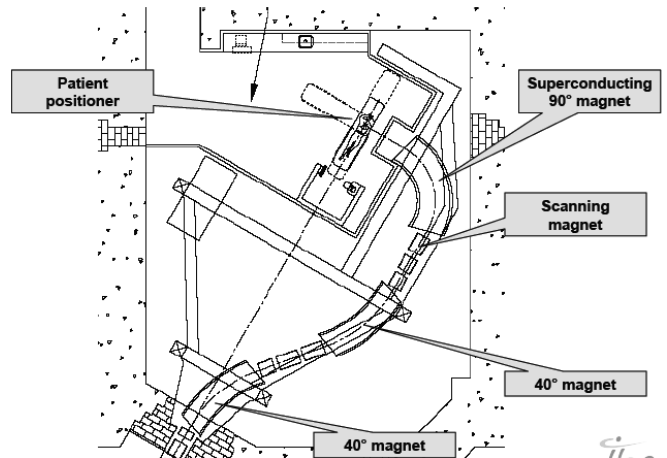 Patient
positioner
Superconducting
90° magnet
Scanning
magnet
40° magnet
40° magnet